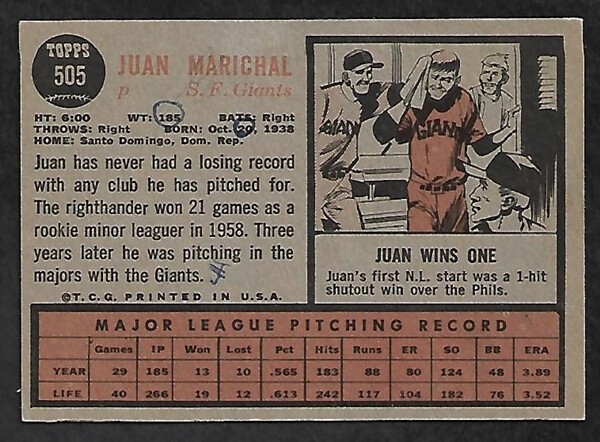 TOPPS
505
JUAN MARICHAL
p S. F. Giants
HT: 6:00 WT: 185 BATS: Right
THROWS: Right BORN: Oct. 20, 1938
HOME: Santo Domingo, Dom. Rep.
Juan has never had a losing record
with any club he has pitched for.
The righthander won 21 games as a
rookie minor leaguer in 1958. Three
years later he was pitching in the
majors with the Giants.
©T.C.G. PRINTED IN U.S.A.
GIANTS
JUAN WINS ONE
Juan's first N.L. start was a 1-hit
shutout win over the Phils.
MAJOR LEAGUE PITCHING RECORD
Games IP Won Lost Pct Hits Runs ER SO BB ERA
YEAR 29 185 13 10 .565 183 88 80 124 48 3.89
LIFE 40 266 19 12 .613 242 117 104 182 76 3.52